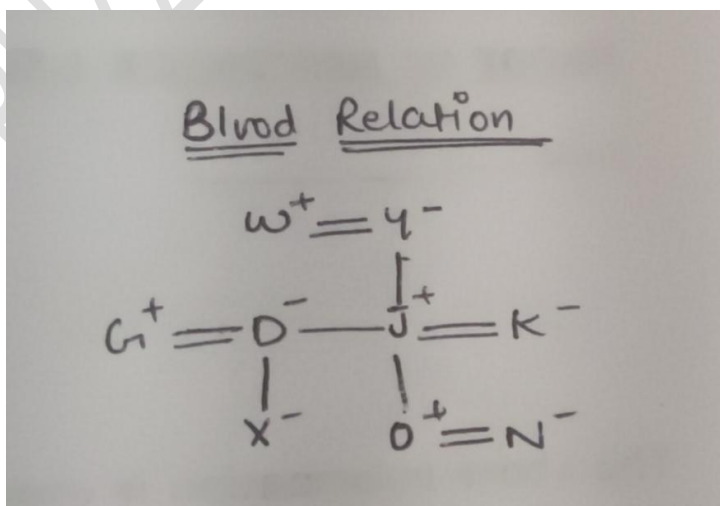 Blood Relation
W+ = Y-
G+ = D- — J+ = K-
X- O+ = N-